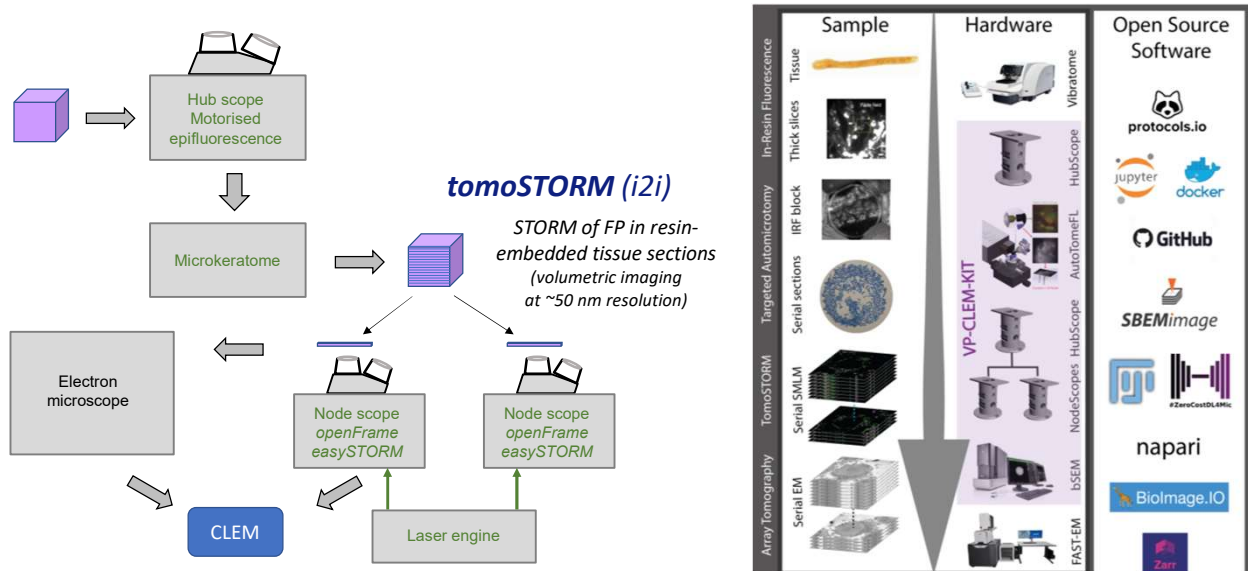 Hub scope
Motorised
epifluorescence
tomoSTORM (i2i)
STORM of FP in resin-
embedded tissue sections
(volumetric imaging
at ~50 nm resolution)
Microkeratome
Electron
microscope
Node scope
openFrame
easySTORM
Node scope
openFrame
easySTORM
CLEM
Laser engine
Sample
Hardware
Open Source
Software
In-Resin Fluorescence
Targeted Automicrotomy
TomoSTORM
Array Tomography
Tissue
Thick slices
IRF block
Serial sections
Serial SMLM
Serial EM
VP-CLEM-KIT
Vibratome
HubScope
AutoTomeFL
HubScope
NodeScopes
bSEM
FAST-EM
protocols.io
jupyter
docker
GitHub
SBEMimage
FIJI
#ZeroCostDL4Mic
napari
BioImage.IO
Zarr